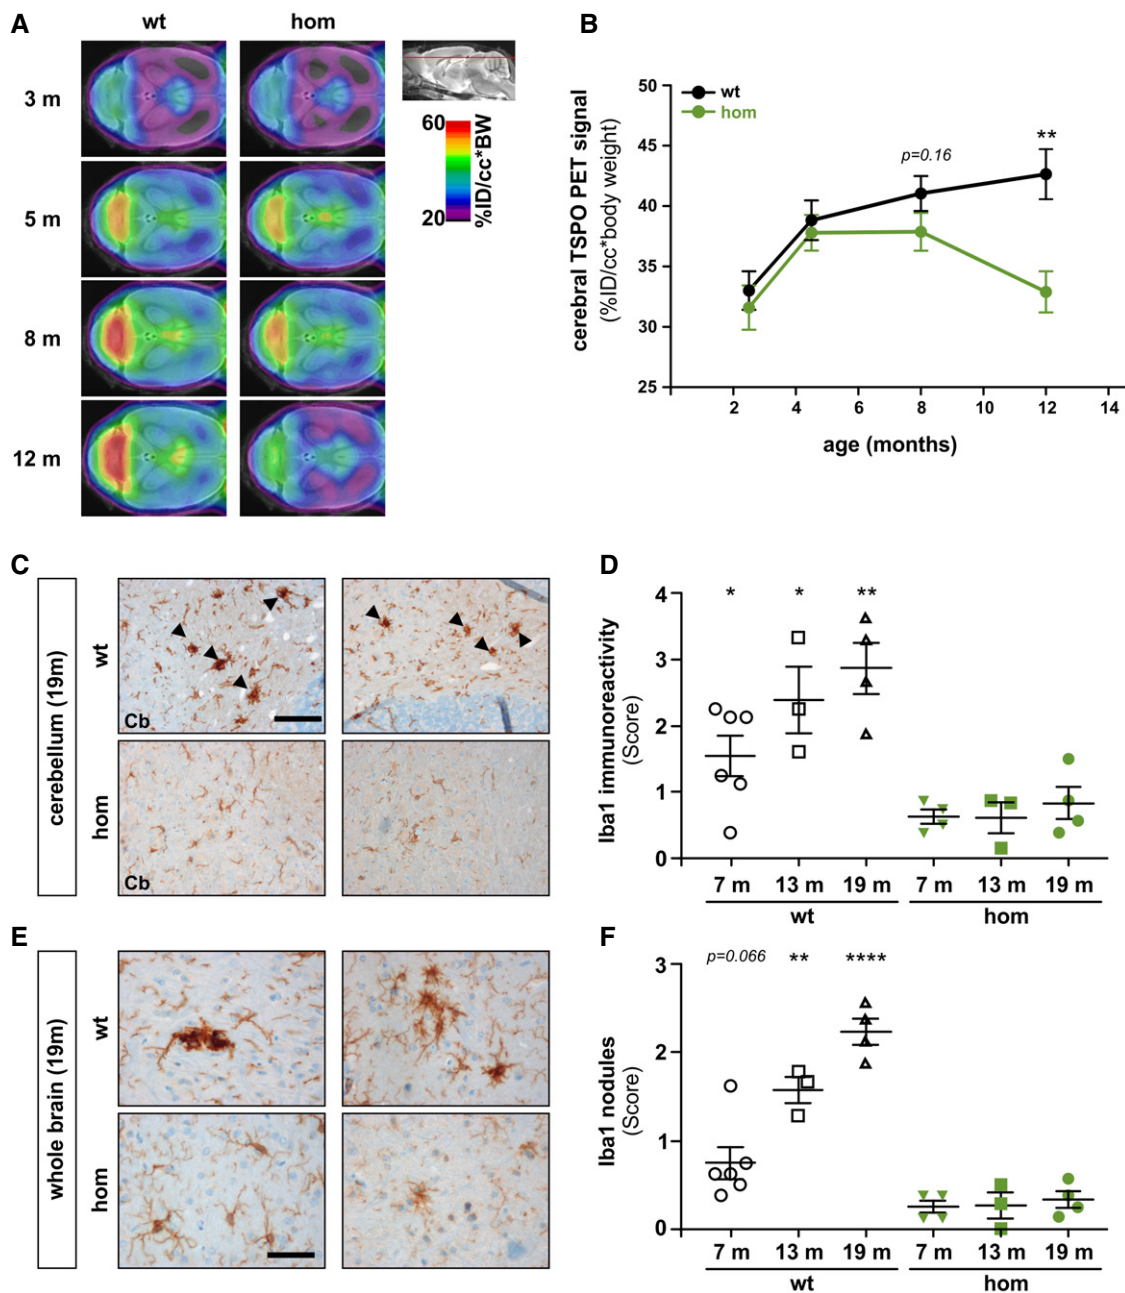 A
wt
hom
3 m
5 m
8 m
12 m
60
20
%ID/cc*BW
B
cerebral TSPO PET signal
(%ID/cc*body weight)
50
45
40
35
30
25
wt
hom
p=0.16
**
2
4
6
8
10
12
14
age (months)
C
cerebellum (19m)
wt
hom
Cb
Cb
D
Iba1 immunoreactivity
(Score)
4
3
2
1
0
* * **
7 m 13 m 19 m 7 m 13 m 19 m
wt hom
E
whole brain (19m)
wt
hom
F
Iba1 nodules
(Score)
3
2
1
0
p=0.066 ** ****
7 m 13 m 19 m 7 m 13 m 19 m
wt hom